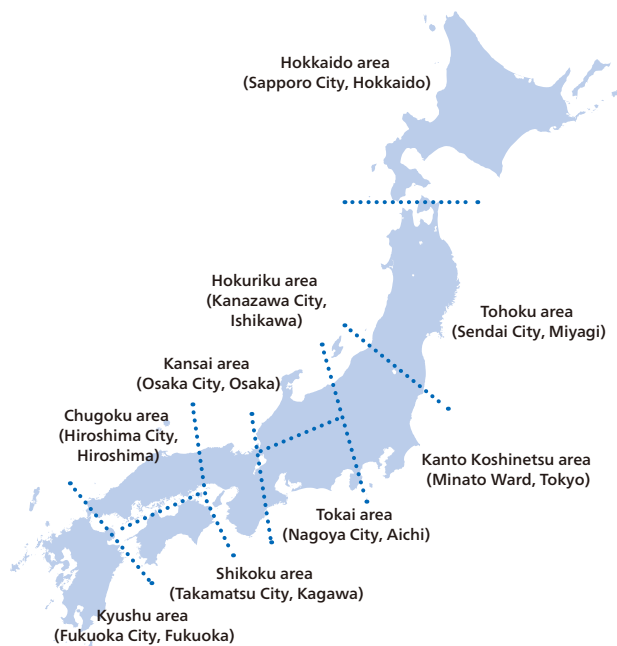 Hokkaido area
(Sapporo City, Hokkaido)
Hokuriku area
(Kanazawa City,
Ishikawa)
Tohoku area
(Sendai City, Miyagi)
Kansai area
(Osaka City, Osaka)
Chugoku area
(Hiroshima City,
Hiroshima)
Kanto Koshinetsu area
(Minato Ward, Tokyo)
Tokai area
(Nagoya City, Aichi)
Shikoku area
(Takamatsu City, Kagawa)
Kyushu area
(Fukuoka City, Fukuoka)